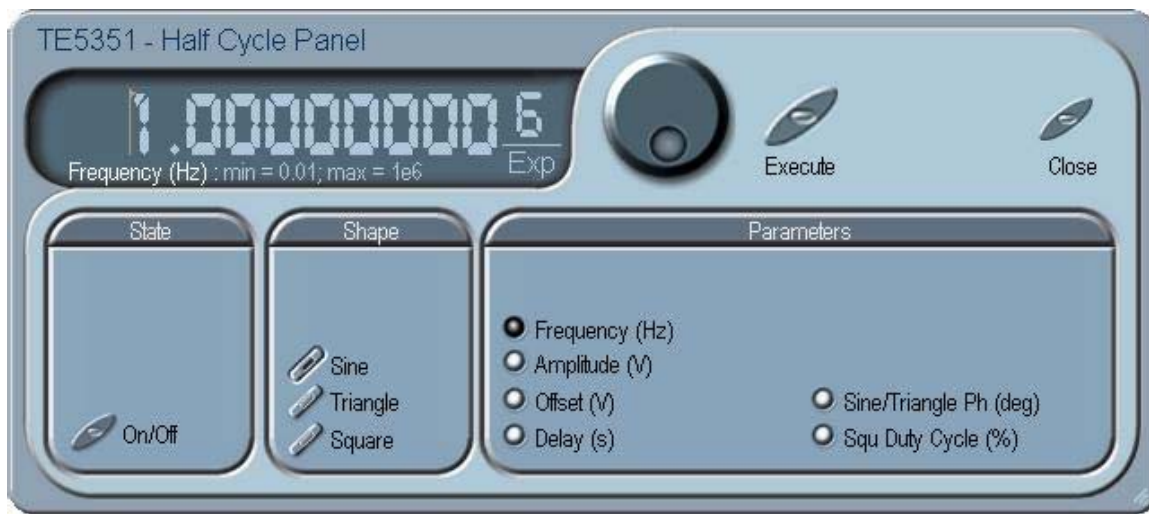 TE5351 - Half Cycle Panel
1.00000000 6
Exp
Frequency (Hz) : min = 0.01; max = 1e6
Execute
Close
State
Shape
Parameters
On/Off
Sine
Triangle
Square
Frequency (Hz)
Amplitude (V)
Offset (V)
Delay (s)
Sine/Triangle Ph (deg)
Squ Duty Cycle (%)